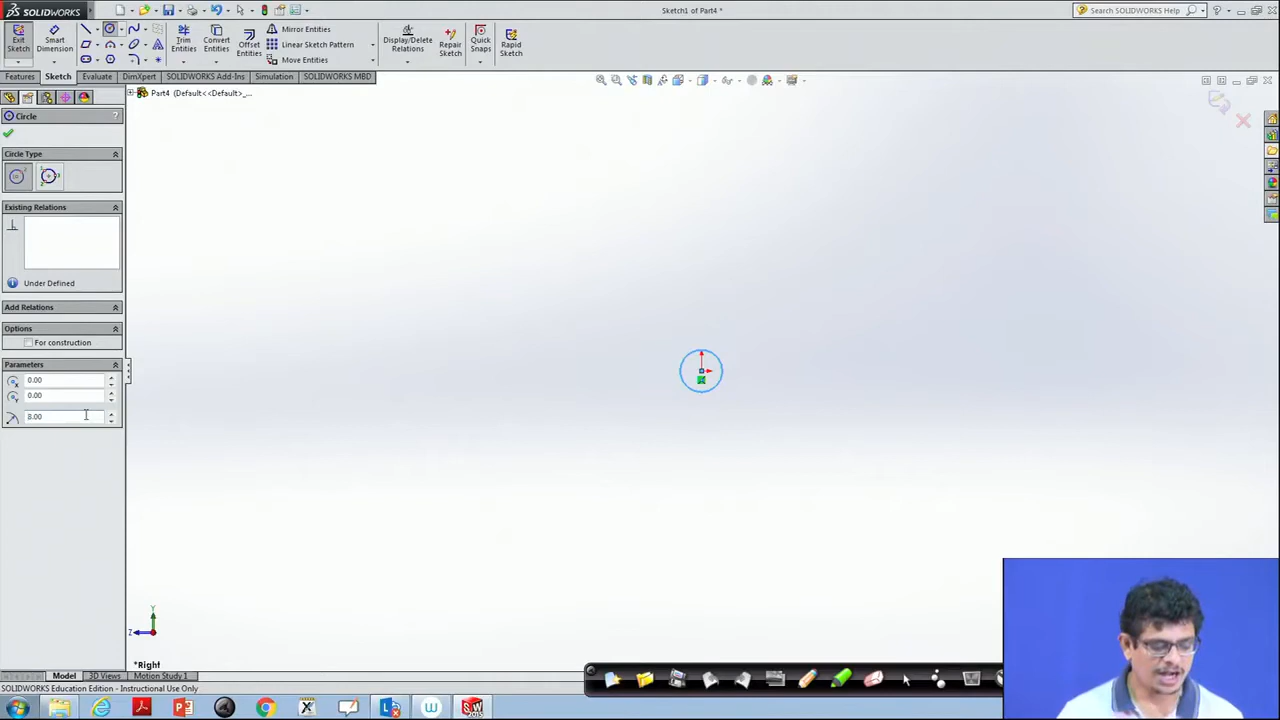 SOLIDWORKS
Sketch1 of Part4 *
Search SOLIDWORKS Help
Exit Sketch
Smart Dimension
Trim Entities
Convert Entities
Offset Entities
Mirror Entities
Linear Sketch Pattern
Move Entities
Display/Delete Relations
Repair Sketch
Quick Snaps
Rapid Sketch
Features
Sketch
Evaluate
DimXpert
SOLIDWORKS Add-Ins
Simulation
SOLIDWORKS MBD
Part4 (Default<<Default>_...
Circle
?
Circle Type
Existing Relations
Under Defined
Add Relations
Options
For construction
Parameters
0.00
0.00
8.00
Y
Z
*Right
Model
3D Views
Motion Study 1
SOLIDWORKS Education Edition - Instructional Use Only